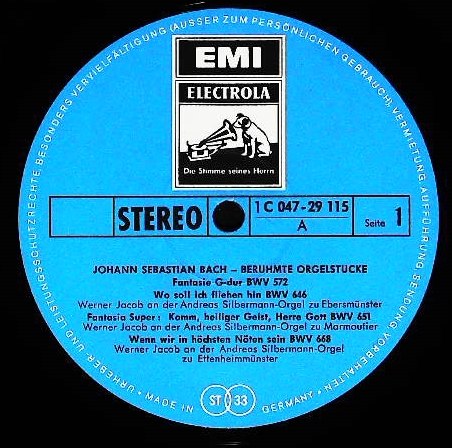 URHEBER- UND LEISTUNGSSCHUTZRECHTE BESONDERS VERVIELFÄLTIGUNG (AUSSER ZUM PERSÖNLICHEN GEBRAUCH), VERMIETUNG, AUFFÜHRUNG, SENDUNG VORBEHALTEN
EMI
ELECTROLA
Die Stimme seines Herrn
STEREO
1 C 047-29 115
A
Seite 1
JOHANN SEBASTIAN BACH – BERUHMTE ORGELSTUCKE
Fantasie G-dur BWV 572
Wo soll ich fliehen hin BWV 646
Werner Jacob an der Andreas Silbermann-Orgel zu Ebersmünster
Fantasia Super: Komm, heiliger Geist, Herre Gott BWV 651
Werner Jacob an der Andreas Silbermann-Orgel zu Marmoutier
Wenn wir in höchsten Nöten sein BWV 668
Werner Jacob an der Andreas Silbermann-Orgel
zu Ettenheimmünster
MADE IN
ST 33
GERMANY